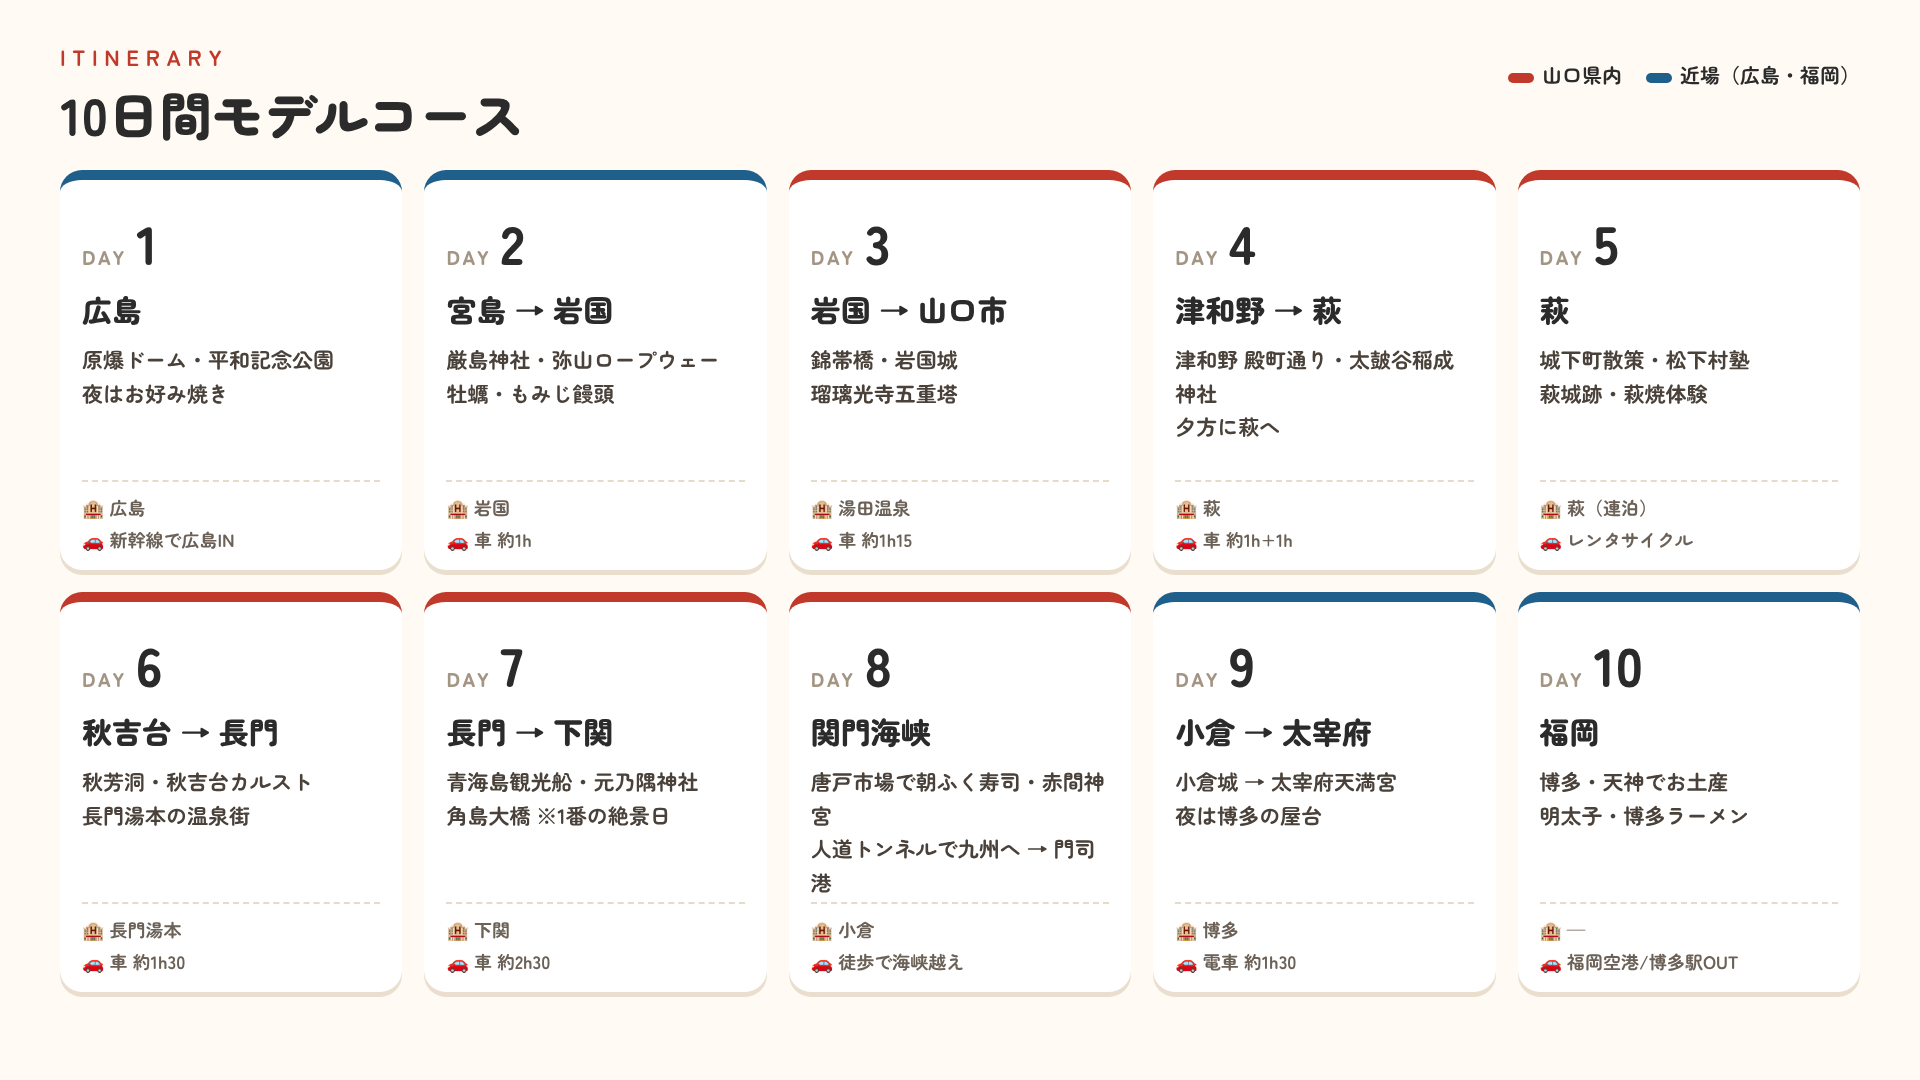 ITINERARY
10日間モデルコース
山口県内
近場（広島・福岡）
DAY 1
広島
原爆ドーム・平和記念公園
夜はお好み焼き
🏨 広島
🚗 新幹線で広島IN
DAY 2
宮島 → 岩国
厳島神社・弥山ロープウェー
牡蠣・もみじ饅頭
🏨 岩国
🚗 車 約1h
DAY 3
岩国 → 山口市
錦帯橋・岩国城
瑠璃光寺五重塔
🏨 湯田温泉
🚗 車 約1h15
DAY 4
津和野 → 萩
津和野 殿町通り・太皷谷稲成
神社
夕方に萩へ
🏨 萩
🚗 車 約1h+1h
DAY 5
萩
城下町散策・松下村塾
萩城跡・萩焼体験
🏨 萩（連泊）
🚗 レンタサイクル
DAY 6
秋吉台 → 長門
秋芳洞・秋吉台カルスト
長門湯本の温泉街
🏨 長門湯本
🚗 車 約1h30
DAY 7
長門 → 下関
青海島観光船・元乃隅神社
角島大橋 ※1番の絶景日
🏨 下関
🚗 車 約2h30
DAY 8
関門海峡
唐戸市場で朝ふく寿司・赤間神
宮
人道トンネルで九州へ → 門司
港
🏨 小倉
🚗 徒歩で海峡越え
DAY 9
小倉 → 太宰府
小倉城 → 太宰府天満宮
夜は博多の屋台
🏨 博多
🚗 電車 約1h30
DAY 10
福岡
博多・天神でお土産
明太子・博多ラーメン
🏨 —
🚗 福岡空港/博多駅OUT